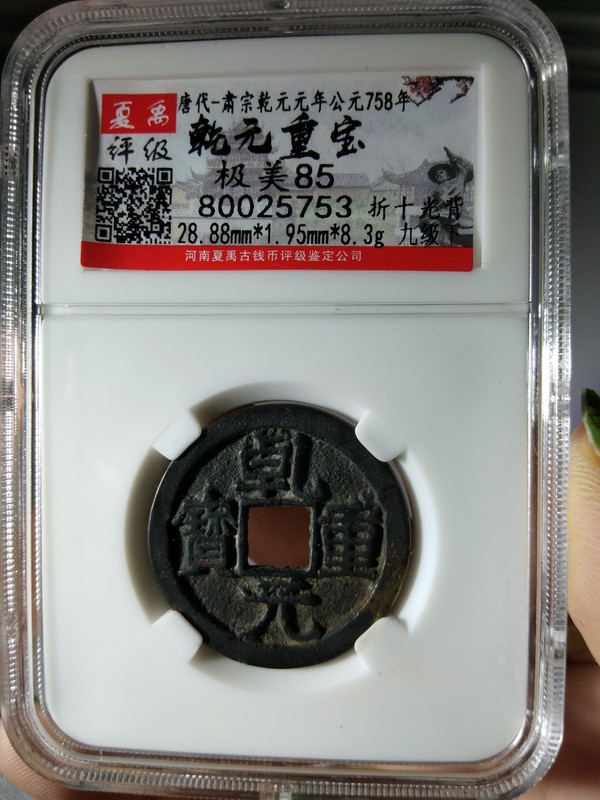 夏禹
评级
唐代-肃宗乾元元年公元758年
乾元重宝
极美85
80025753 折十光背
28.88mm*1.95mm*8.3g 九级下
河南夏禹古钱币评级鉴定公司
乾元重寶